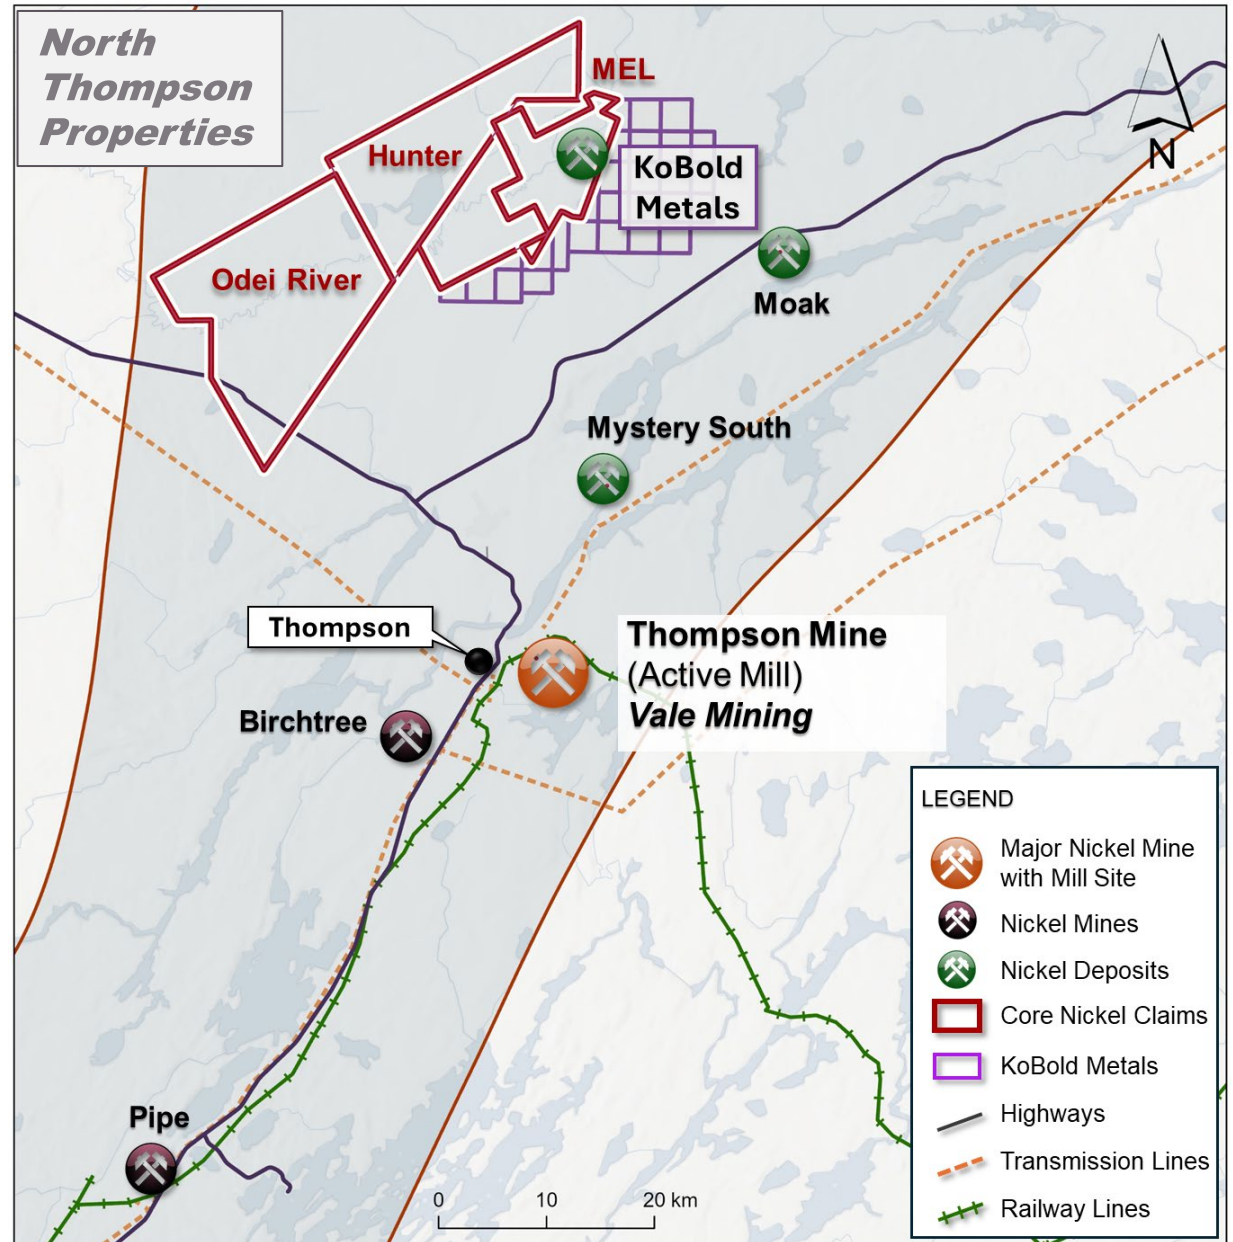 North
Thompson
Properties
MEL
Hunter
KoBold
Metals
Odei River
Moak
N
Mystery South
Thompson
Thompson Mine
(Active Mill)
Vale Mining
Birchtree
Pipe
0 10 20 km
LEGEND
Major Nickel Mine
with Mill Site
Nickel Mines
Nickel Deposits
Core Nickel Claims
KoBold Metals
Highways
Transmission Lines
Railway Lines